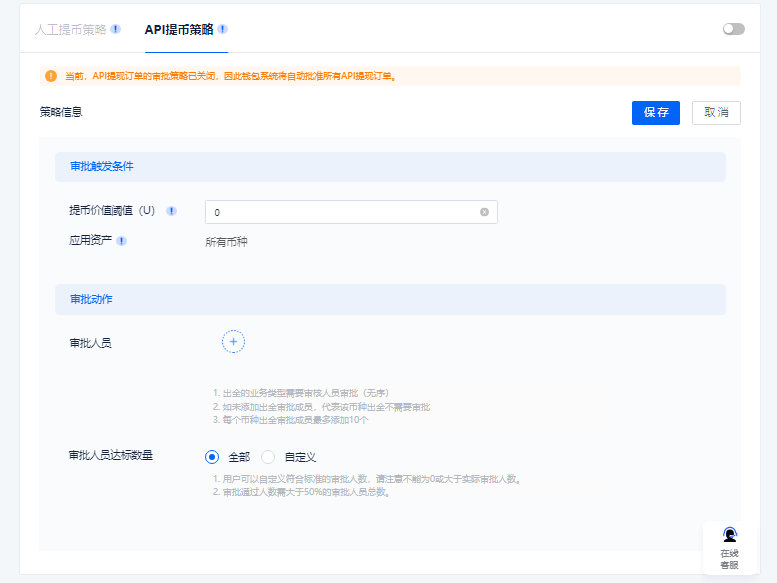 人工提币策略
API提币策略
当前，API提现订单的审批策略已关闭，因此钱包系统将自动批准所有API提现订单。
策略信息
保存
取消
审批触发条件
提币价值阈值（U）
0
应用资产
所有币种
审批动作
审批人员
1. 出金的业务类型需要审核人员审批（无序）
2. 如未添加出金审批成员，代表该币种出金不需要审批
3. 每个币种出金审批成员最多添加10个
审批人员达标数量
全部
自定义
1. 用户可以自定义符合标准的审批人数，请注意不能为0或大于实际审批人数。
2. 审批通过人数需大于50%的审批人员总数。
在线
客服